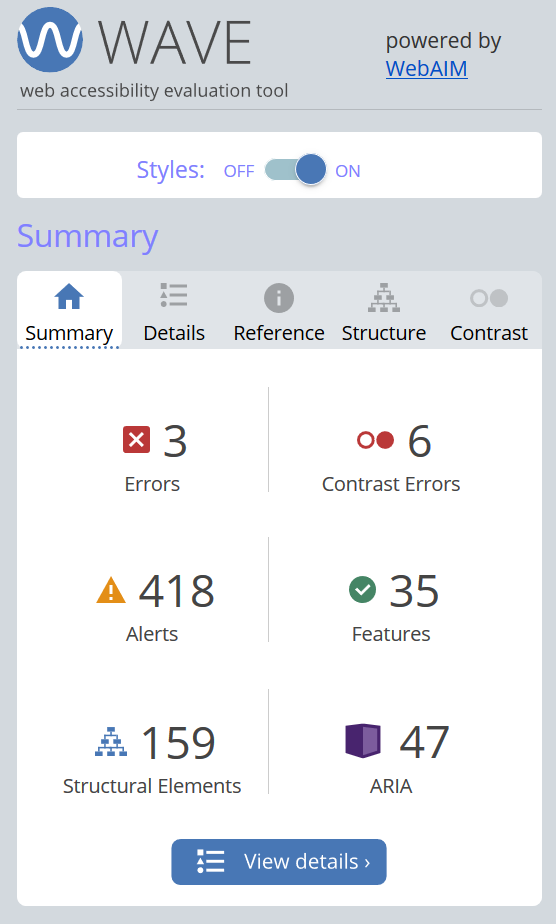 WAVE
web accessibility evaluation tool
powered by
WebAIM
Styles: OFF ON
Summary
Summary Details Reference Structure Contrast
3 6
Errors Contrast Errors
418 35
Alerts Features
159 47
Structural Elements ARIA
View details ›